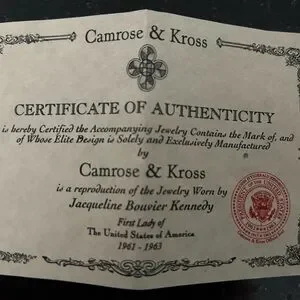 Camrose & Kross
CERTIFICATE OF AUTHENTICITY
is hereby Certified the Accompanying Jewelry Contains the Mark of, and
of Whose Elite Design is Solely and Exclusively Manufactured
by
Camrose & Kross
is a reproduction of the Jewelry Worn by
Jacqueline Bouvier Kennedy
First Lady of
The United States of America
1961 - 1963